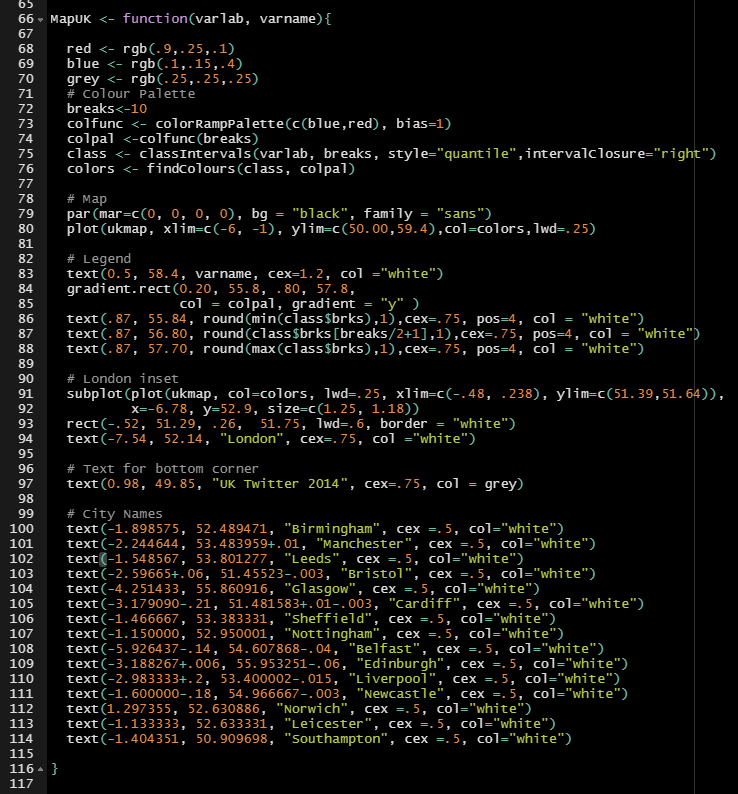 65
66 MapUK <- function(varlab, varname){
67
68 red <- rgb(.9,.25,.1)
69 blue <- rgb(.1,.15,.4)
70 grey <- rgb(.25,.25,.25)
71 # Colour Palette
72 breaks<-10
73 colfunc <- colorRampPalette(c(blue,red), bias=1)
74 colpal <-colfunc(breaks)
75 class <- classIntervals(varlab, breaks, style="quantile",intervalClosure="right")
76 colors <- findColours(class, colpal)
77
78 # Map
79 par(mar=c(0, 0, 0, 0), bg = "black", family = "sans")
80 plot(ukmap, xlim=c(-6, -1), ylim=c(50.00,59.4),col=colors,lwd=.25)
81
82 # Legend
83 text(0.5, 58.4, varname, cex=1.2, col ="white")
84 gradient.rect(0.20, 55.8, .80, 57.8,
85 col = colpal, gradient = "y" )
86 text(.87, 55.84, round(min(class$brks),1),cex=.75, pos=4, col = "white")
87 text(.87, 56.80, round(class$brks[breaks/2+1],1),cex=.75, pos=4, col = "white")
88 text(.87, 57.70, round(max(class$brks),1),cex=.75, pos=4, col = "white")
89
90 # London inset
91 subplot(plot(ukmap, col=colors, lwd=.25, xlim=c(-.48, .238), ylim=c(51.39,51.64)),
92 x=-6.78, y=52.9, size=c(1.25, 1.18))
93 rect(-.52, 51.29, .26, 51.75, lwd=.6, border = "white")
94 text(-7.54, 52.14, "London", cex=.75, col ="white")
95
96 # Text for bottom corner
97 text(0.98, 49.85, "UK Twitter 2014", cex=.75, col = grey)
98
99 # City Names
100 text(-1.898575, 52.489471, "Birmingham", cex =.5, col="white")
101 text(-2.244644, 53.483959+.01, "Manchester", cex =.5, col="white")
102 text(-1.548567, 53.801277, "Leeds", cex =.5, col="white")
103 text(-2.59665+.06, 51.45523-.003, "Bristol", cex =.5, col="white")
104 text(-4.251433, 55.860916, "Glasgow", cex =.5, col="white")
105 text(-3.179090-.21, 51.481583+.01-.003, "Cardiff", cex =.5, col="white")
106 text(-1.466667, 53.383331, "Sheffield", cex =.5, col="white")
107 text(-1.150000, 52.950001, "Nottingham", cex =.5, col="white")
108 text(-5.926437-.14, 54.607868-.04, "Belfast", cex =.5, col="white")
109 text(-3.188267+.006, 55.953251-.06, "Edinburgh", cex =.5, col="white")
110 text(-2.983333+.2, 53.400002-.015, "Liverpool", cex =.5, col="white")
111 text(-1.600000-.18, 54.966667-.003, "Newcastle", cex =.5, col="white")
112 text(1.297355, 52.630886, "Norwich", cex =.5, col="white")
113 text(-1.133333, 52.633331, "Leicester", cex =.5, col="white")
114 text(-1.404351, 50.909698, "Southampton", cex =.5, col="white")
115
116 }
117